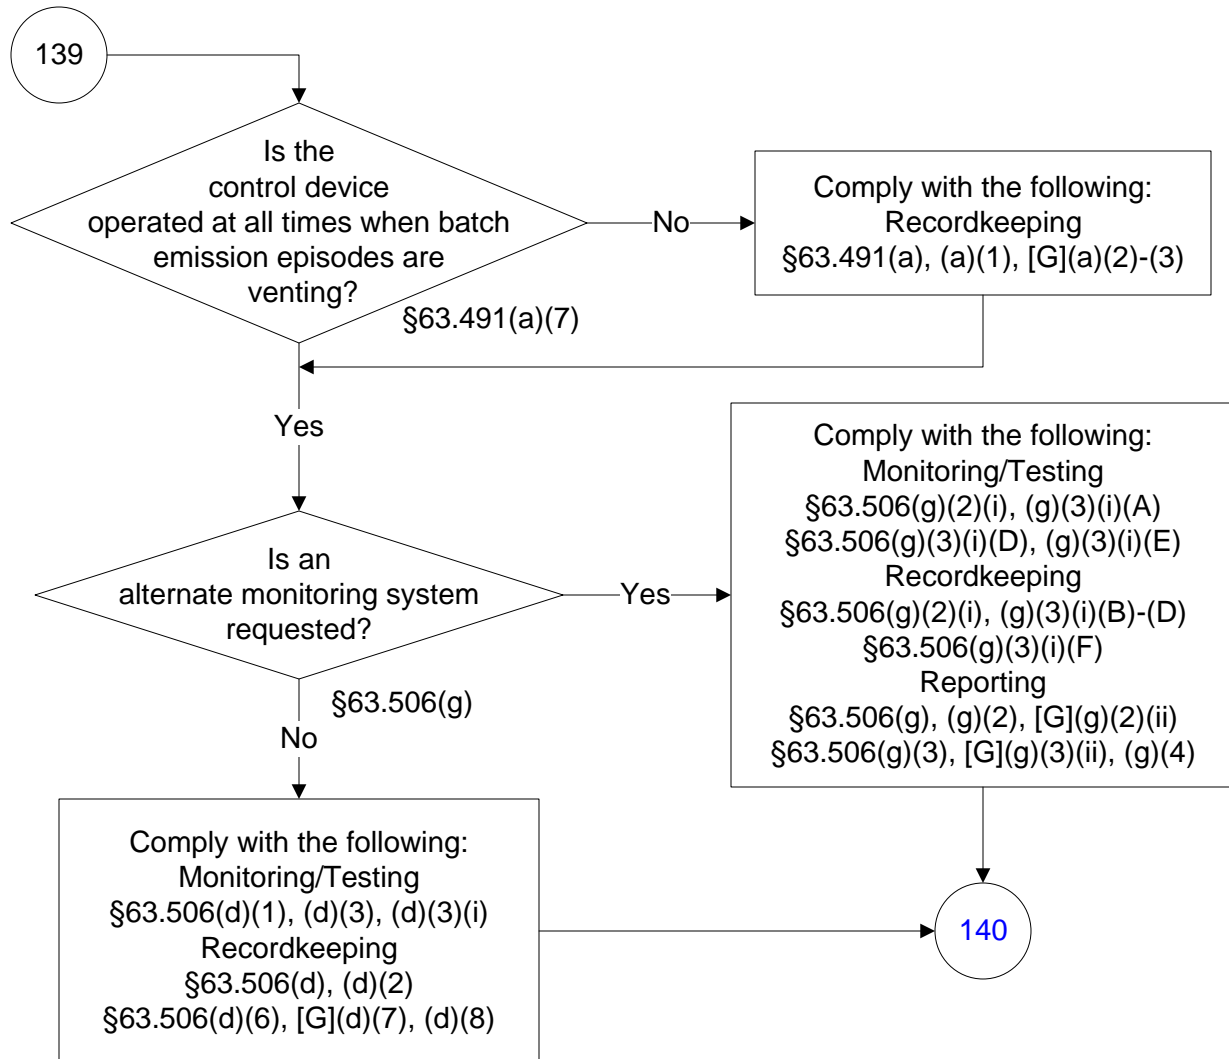 139
Is the
control device
operated at all times when batch
emission episodes are
venting?
§63.491(a)(7)
No
Comply with the following:
Recordkeeping
§63.491(a), (a)(1), [G](a)(2)-(3)
Yes
Is an
alternate monitoring system
requested?
§63.506(g)
Yes
Comply with the following:
Monitoring/Testing
§63.506(g)(2)(i), (g)(3)(i)(A)
§63.506(g)(3)(i)(D), (g)(3)(i)(E)
Recordkeeping
§63.506(g)(2)(i), (g)(3)(i)(B)-(D)
§63.506(g)(3)(i)(F)
Reporting
§63.506(g), (g)(2), [G](g)(2)(ii)
§63.506(g)(3), [G](g)(3)(ii), (g)(4)
No
Comply with the following:
Monitoring/Testing
§63.506(d)(1), (d)(3), (d)(3)(i)
Recordkeeping
§63.506(d), (d)(2)
§63.506(d)(6), [G](d)(7), (d)(8)
140